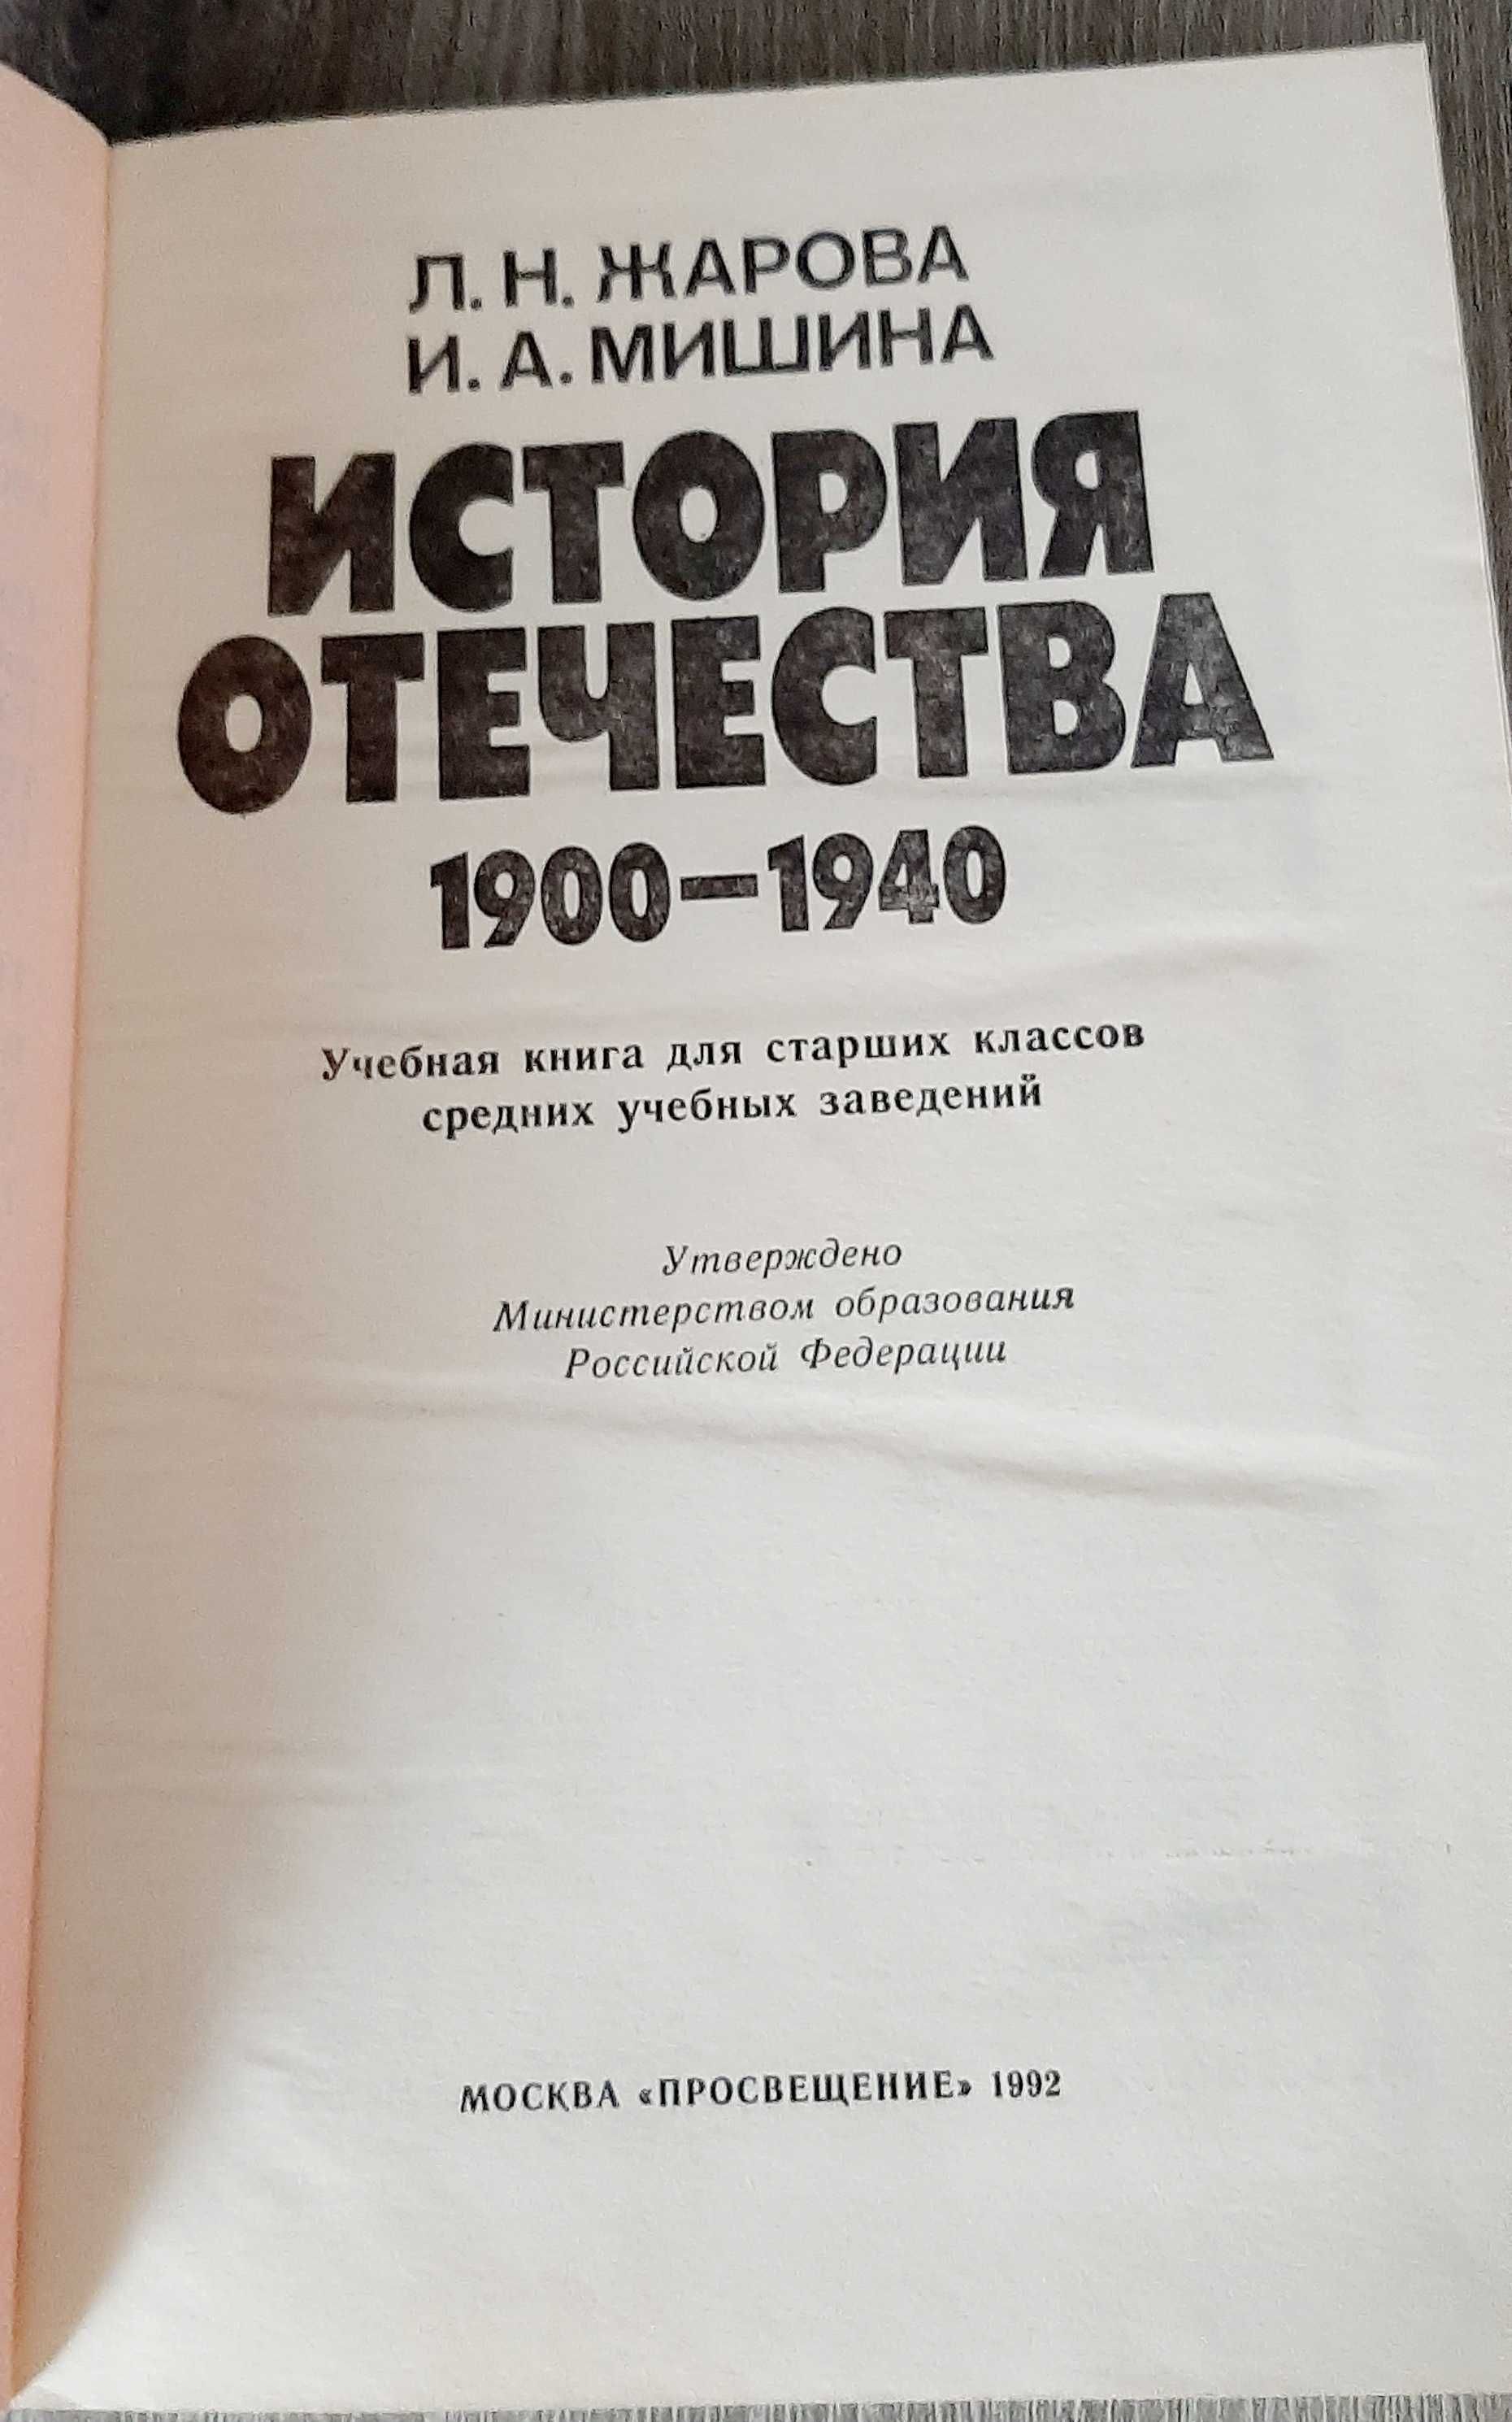 Л. Н. ЖАРОВА
И. А. МИШИНА
ИСТОРИЯ
ОТЕЧЕСТВА
1900—1940
Учебная книга для старших классов
средних учебных заведений
Утверждено
Министерством образования
Российской Федерации
МОСКВА «ПРОСВЕЩЕНИЕ» 1992